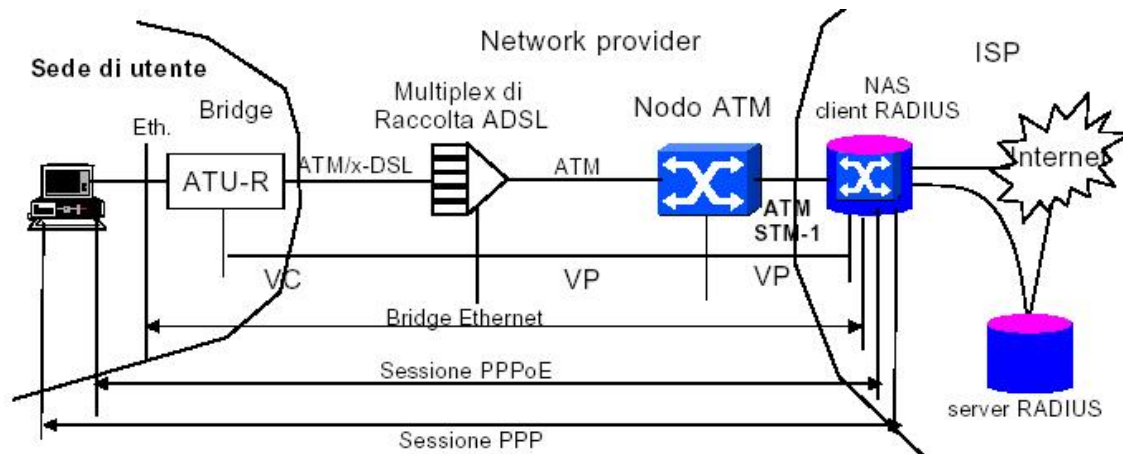 Network provider
ISP
Sede di utente
Bridge
Multiplex di
Raccolta ADSL
Nodo ATM
NAS
client RADIUS
Eth.
ATU-R
ATM/x-DSL
ATM
Internet
ATM
STM-1
VC
VP
VP
Bridge Ethernet
Sessione PPPoE
server RADIUS
Sessione PPP